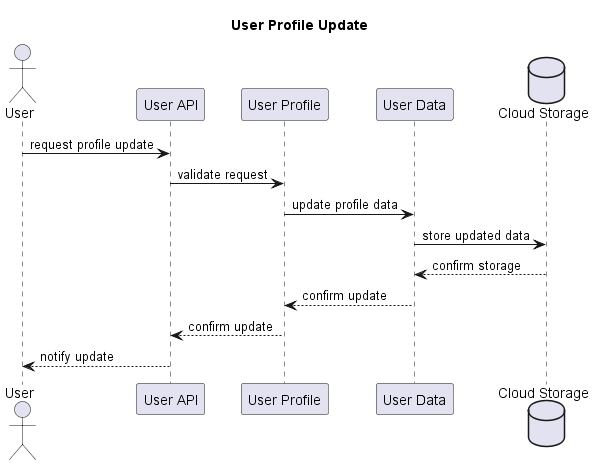 User Profile Update
User
User API
User Profile
User Data
Cloud Storage
request profile update
validate request
update profile data
store updated data
confirm storage
confirm update
confirm update
notify update
User
User API
User Profile
User Data
Cloud Storage